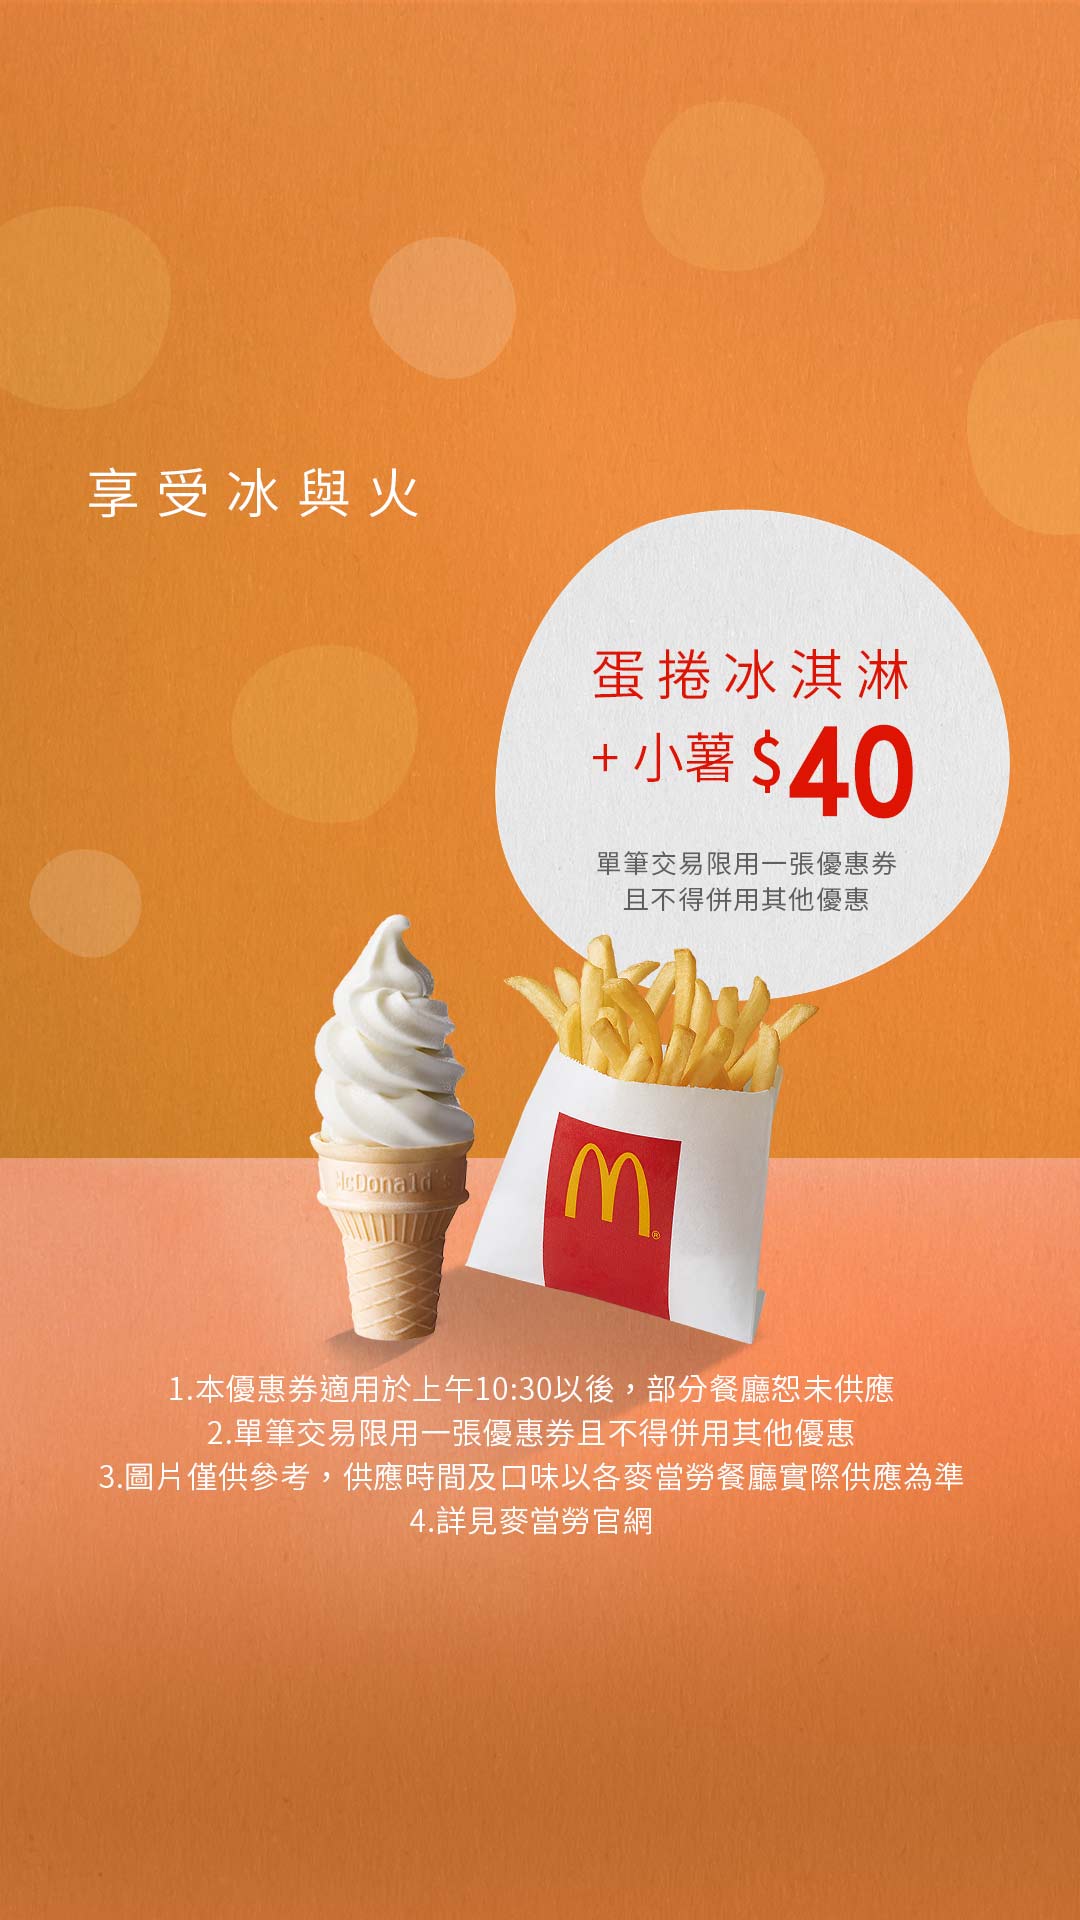 享受冰與火
蛋捲冰淇淋
+ 小薯 $40
單筆交易限用一張優惠券
且不得併用其他優惠
McDonald's
M®
1.本優惠券適用於上午10:30以後，部分餐廳恕未供應
2.單筆交易限用一張優惠券且不得併用其他優惠
3.圖片僅供參考，供應時間及口味以各麥當勞餐廳實際供應為準
4.詳見麥當勞官網